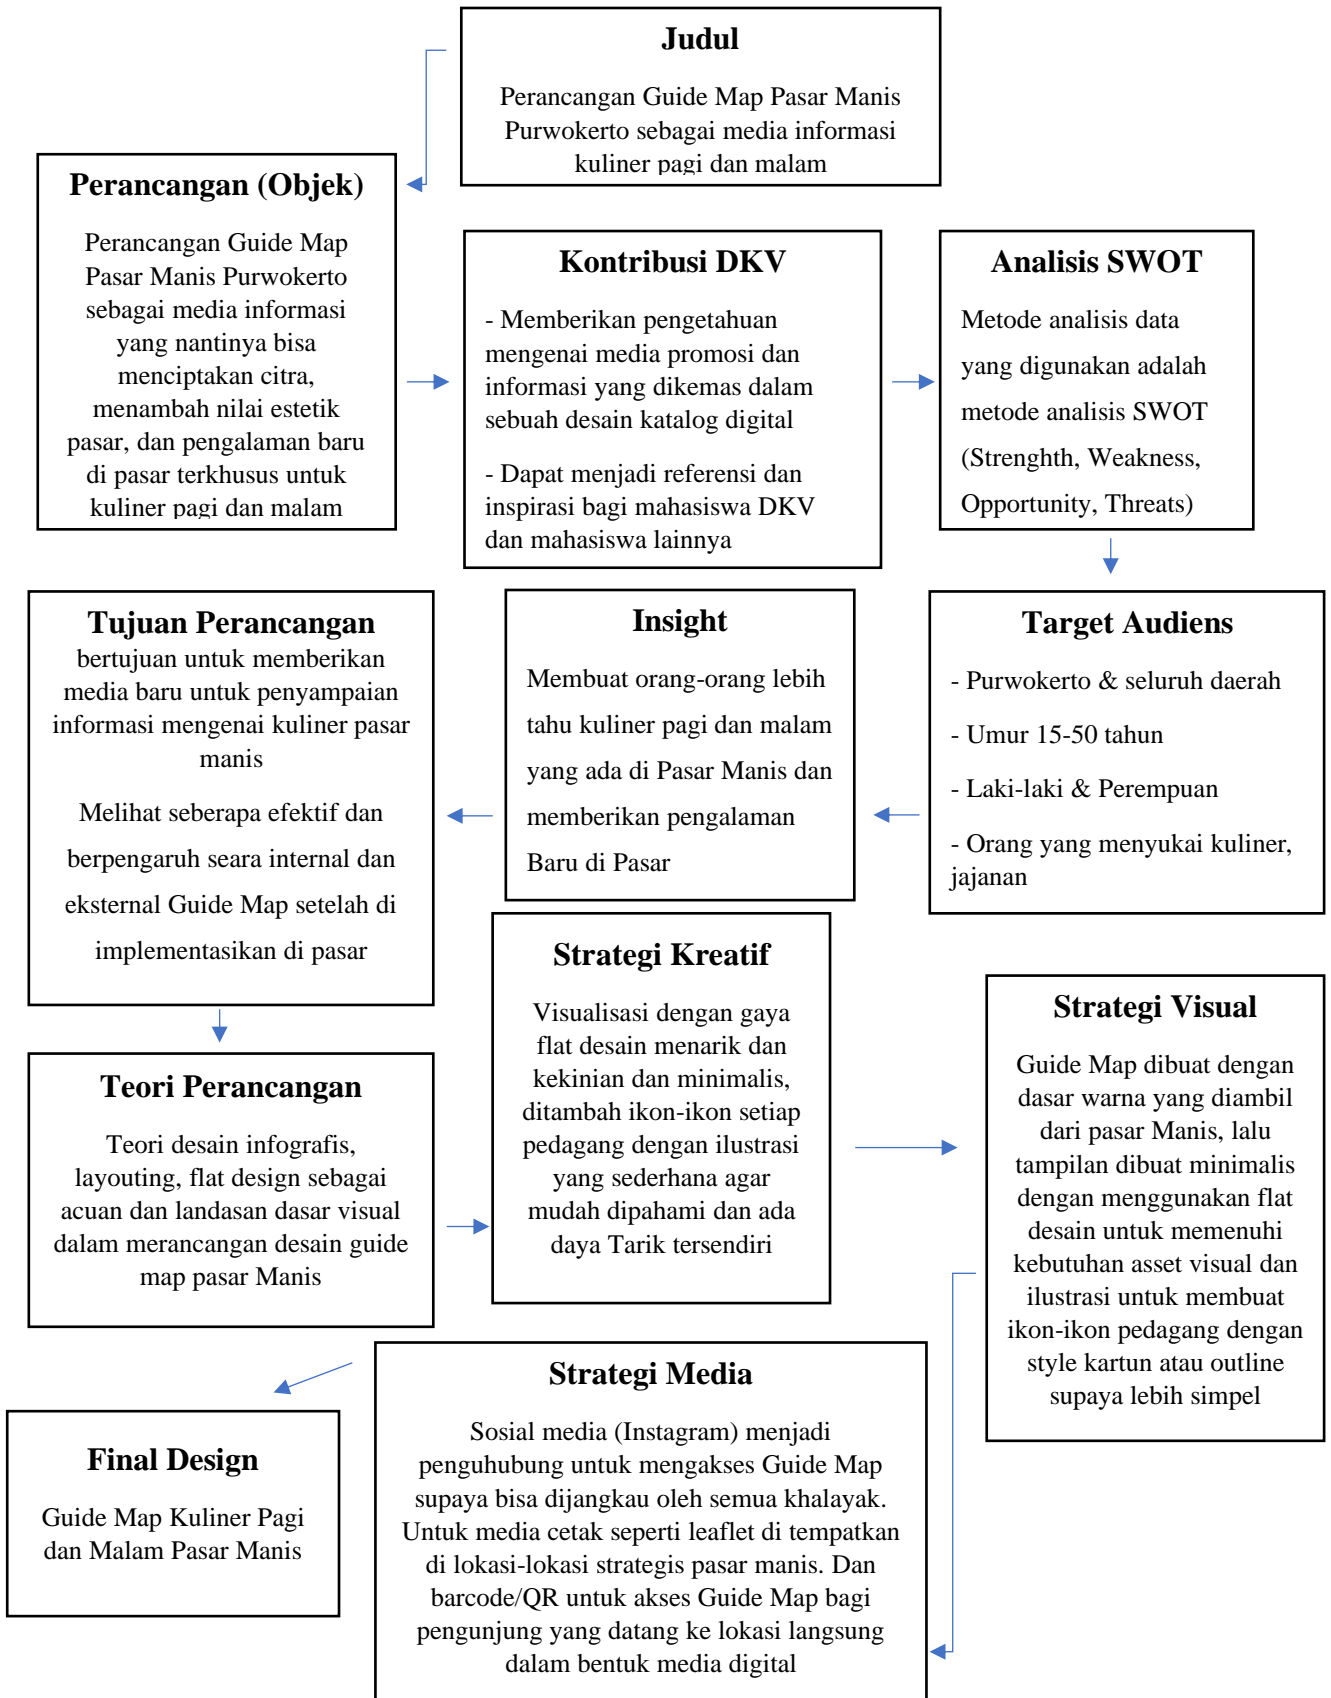 Judul
Perancangan Guide Map Pasar Manis
Purwokerto sebagai media informasi
kuliner pagi dan malam
Perancangan (Objek)
Perancangan Guide Map
Pasar Manis Purwokerto
sebagai media informasi
yang nantinya bisa
menciptakan citra,
menambah nilai estetik
pasar, dan pengalaman baru
di pasar terkhusus untuk
kuliner pagi dan malam
Kontribusi DKV
- Memberikan pengetahuan
mengenai media promosi dan
informasi yang dikemas dalam
sebuah desain katalog digital
- Dapat menjadi referensi dan
inspirasi bagi mahasiswa DKV
dan mahasiswa lainnya
Analisis SWOT
Metode analisis data
yang digunakan adalah
metode analisis SWOT
(Strenghth, Weakness,
Opportunity, Threats)
Target Audiens
- Purwokerto & seluruh daerah
- Umur 15-50 tahun
- Laki-laki & Perempuan
- Orang yang menyukai kuliner,
jajanan
Insight
Membuat orang-orang lebih
tahu kuliner pagi dan malam
yang ada di Pasar Manis dan
memberikan pengalaman
Baru di Pasar
Tujuan Perancangan
bertujuan untuk memberikan
media baru untuk penyampaian
informasi mengenai kuliner pasar
manis
Melihat seberapa efektif dan
berpengaruh seara internal dan
eksternal Guide Map setelah di
implementasikan di pasar
Teori Perancangan
Teori desain infografis,
layouting, flat design sebagai
acuan dan landasan dasar visual
dalam merancangan desain guide
map pasar Manis
Strategi Kreatif
Visualisasi dengan gaya
flat desain menarik dan
kekinian dan minimalis,
ditambah ikon-ikon setiap
pedagang dengan ilustrasi
yang sederhana agar
mudah dipahami dan ada
daya Tarik tersendiri
Strategi Visual
Guide Map dibuat dengan
dasar warna yang diambil
dari pasar Manis, lalu
tampilan dibuat minimalis
dengan menggunakan flat
desain untuk memenuhi
kebutuhan asset visual dan
ilustrasi untuk membuat
ikon-ikon pedagang dengan
style kartun atau outline
supaya lebih simpel
Strategi Media
Sosial media (Instagram) menjadi
penguhubung untuk mengakses Guide Map
supaya bisa dijangkau oleh semua khalayak.
Untuk media cetak seperti leaflet di tempatkan
di lokasi-lokasi strategis pasar manis. Dan
barcode/QR untuk akses Guide Map bagi
pengunjung yang datang ke lokasi langsung
dalam bentuk media digital
Final Design
Guide Map Kuliner Pagi
dan Malam Pasar Manis